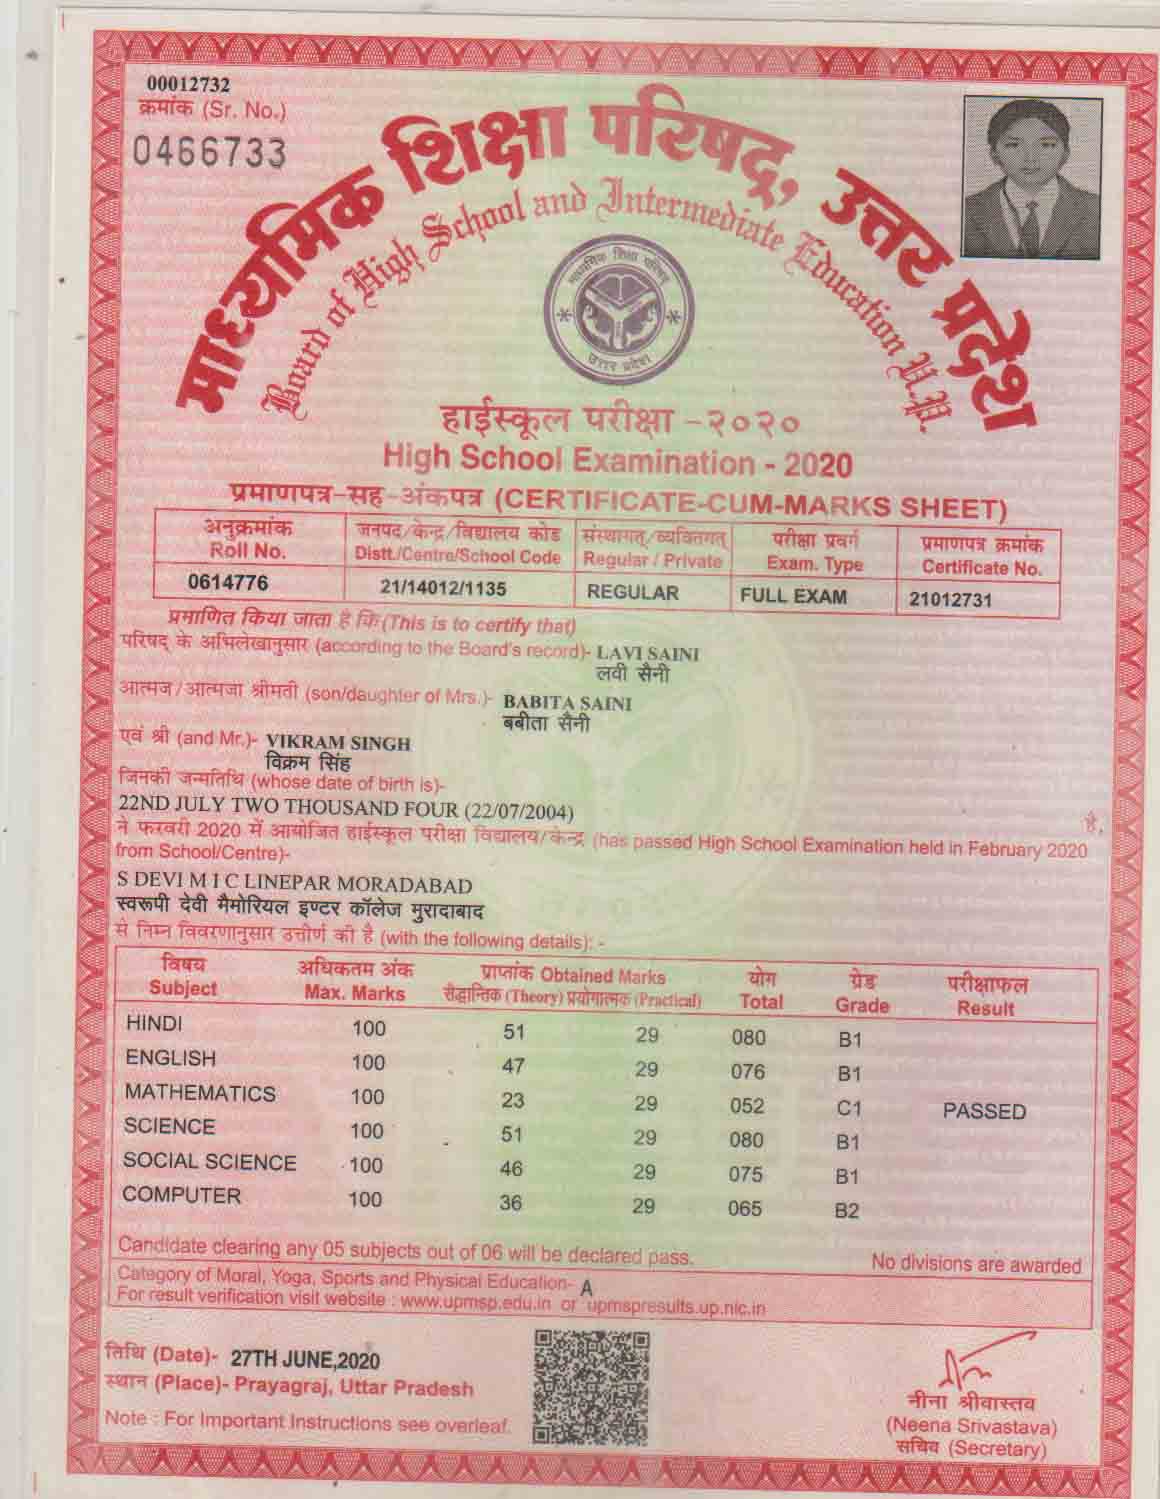 00012732
क्रमांक (Sr. No.)
0466733
माध्यमिक शिक्षा परिषद्, उत्तर प्रदेश
Board of High School and Intermediate Education U.P.
माध्यमिक शिक्षा परिषद्
उत्तर प्रदेश
हाईस्कूल परीक्षा - २०२०
High School Examination - 2020
प्रमाणपत्र-सह-अंकपत्र (CERTIFICATE-CUM-MARKS SHEET)
अनुक्रमांक जनपद/केन्द्र/विद्यालय कोड संस्थागत्/व्यक्तिगत् परीक्षा प्रवर्ग प्रमाणपत्र क्रमांक
Roll No. Distt./Centre/School Code Regular / Private Exam. Type Certificate No.
0614776 21/14012/1135 REGULAR FULL EXAM 21012731
प्रमाणित किया जाता है कि (This is to certify that)
परिषद् के अभिलेखानुसार (according to the Board's record)- LAVI SAINI
लवी सैनी
आत्मज/आत्मजा श्रीमती (son/daughter of Mrs.)- BABITA SAINI
बबीता सैनी
एवं श्री (and Mr.)- VIKRAM SINGH
विक्रम सिंह
जिनकी जन्मतिथि (whose date of birth is)-
22ND JULY TWO THOUSAND FOUR (22/07/2004) है,
ने फरवरी 2020 में आयोजित हाईस्कूल परीक्षा विद्यालय/केन्द्र (has passed High School Examination held in February 2020
from School/Centre)-
S DEVI M I C LINEPAR MORADABAD
स्वरूपी देवी मैमोरियल इण्टर कॉलेज मुरादाबाद
से निम्न विवरणानुसार उत्तीर्ण की है (with the following details): -
विषय अधिकतम अंक प्राप्तांक Obtained Marks योग ग्रेड परीक्षाफल
Subject Max. Marks सैद्धान्तिक (Theory) प्रयोगात्मक (Practical) Total Grade Result
HINDI 100 51 29 080 B1
ENGLISH 100 47 29 076 B1
MATHEMATICS 100 23 29 052 C1 PASSED
SCIENCE 100 51 29 080 B1
SOCIAL SCIENCE 100 46 29 075 B1
COMPUTER 100 36 29 065 B2
Candidate clearing any 05 subjects out of 06 will be declared pass. No divisions are awarded
Category of Moral, Yoga, Sports and Physical Education- A
For result verification visit website : www.upmsp.edu.in or upmspresults.up.nic.in
तिथि (Date)- 27TH JUNE,2020
स्थान (Place)- Prayagraj, Uttar Pradesh
Note : For Important Instructions see overleaf.
नीना श्रीवास्तव
(Neena Srivastava)
सचिव (Secretary)